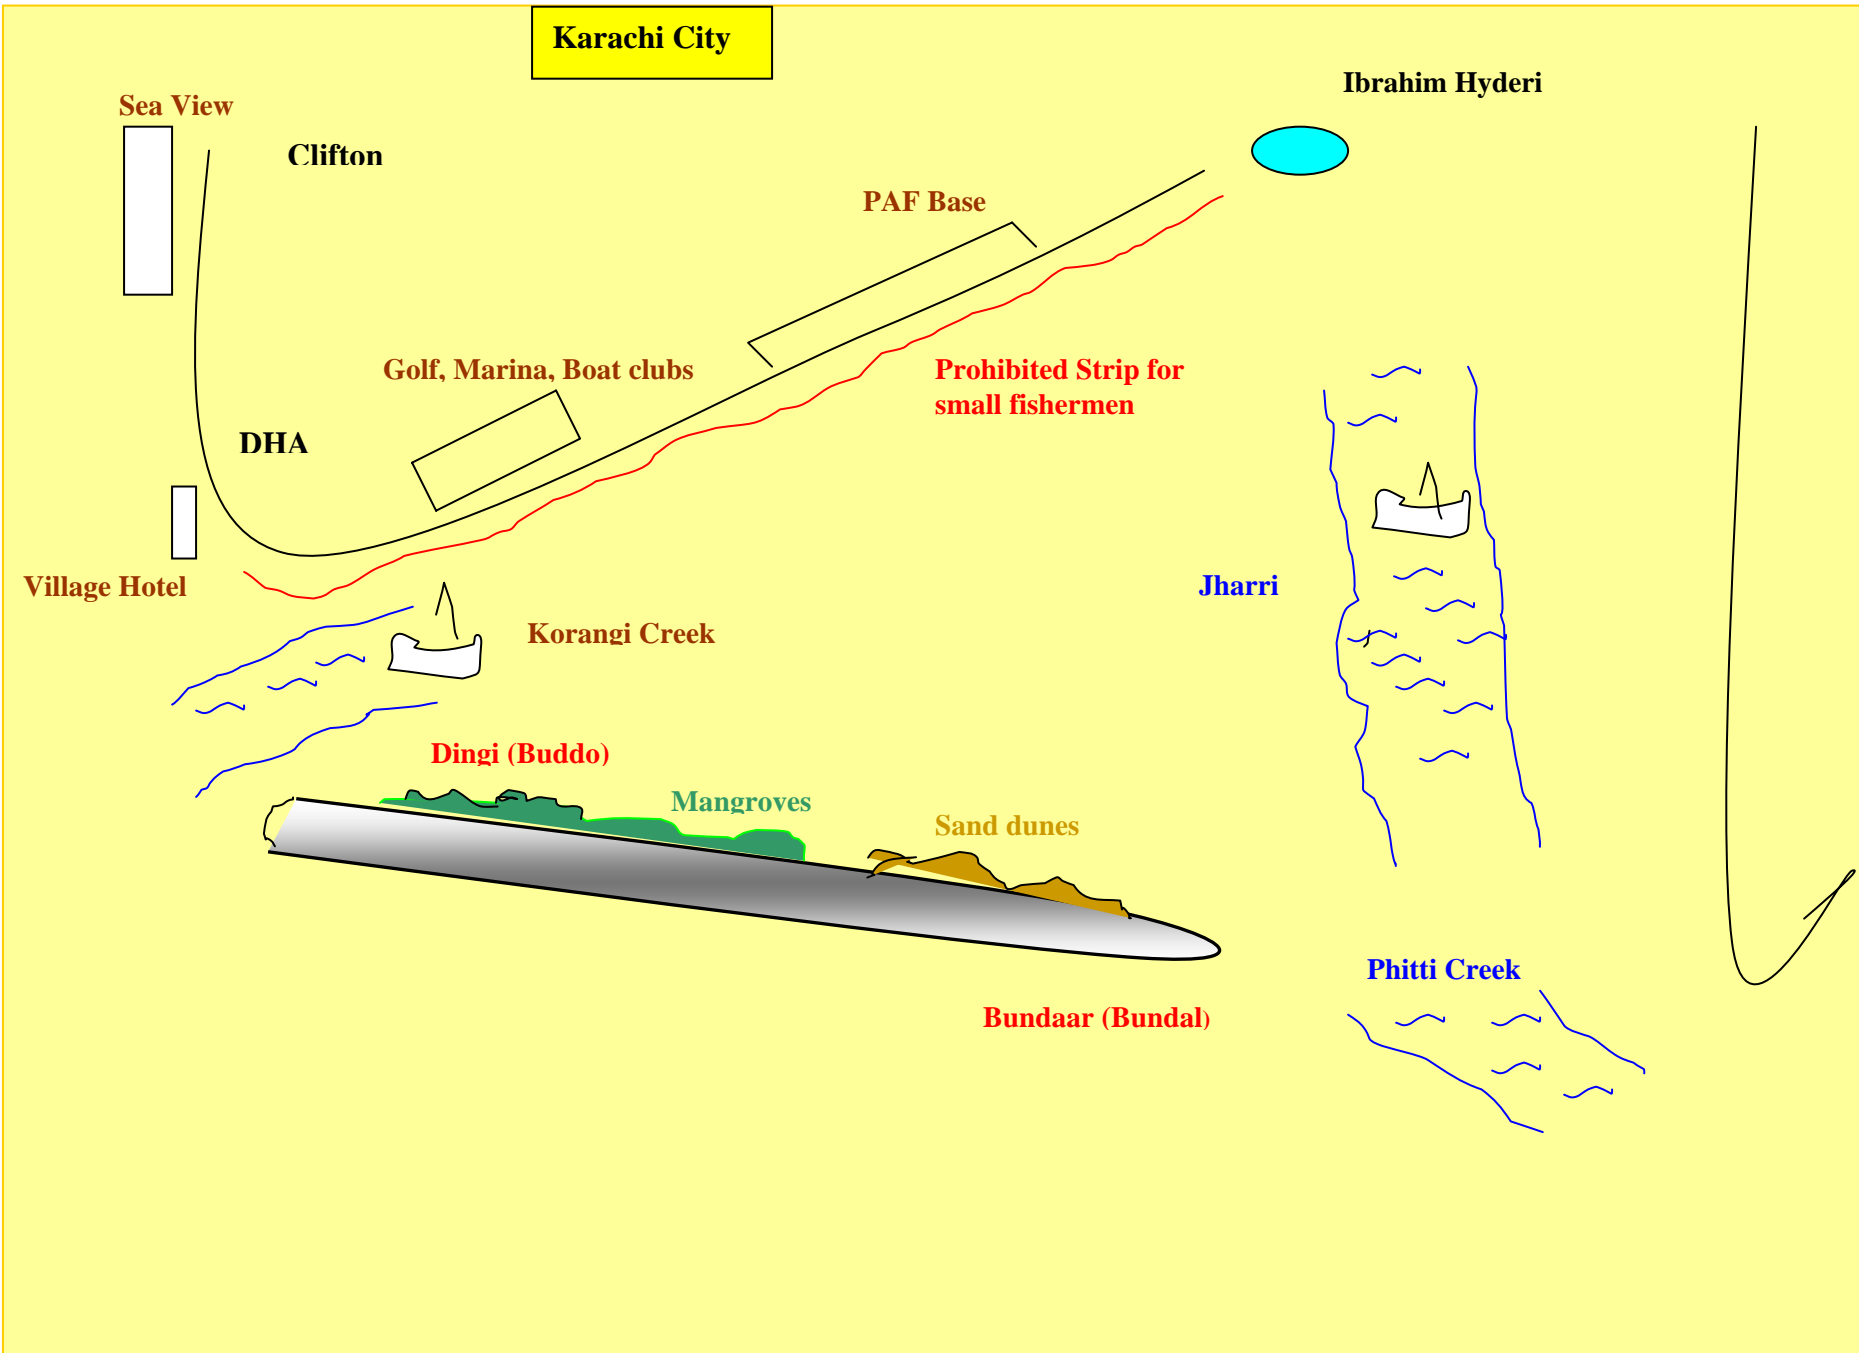 Karachi City
Ibrahim Hyderi
Sea View
Clifton
PAF Base
Golf, Marina, Boat clubs
Prohibited Strip for
small fishermen
DHA
Village Hotel
Jharri
Korangi Creek
Dingi (Buddo)
Mangroves
Sand dunes
Phitti Creek
Bundaar (Bundal)